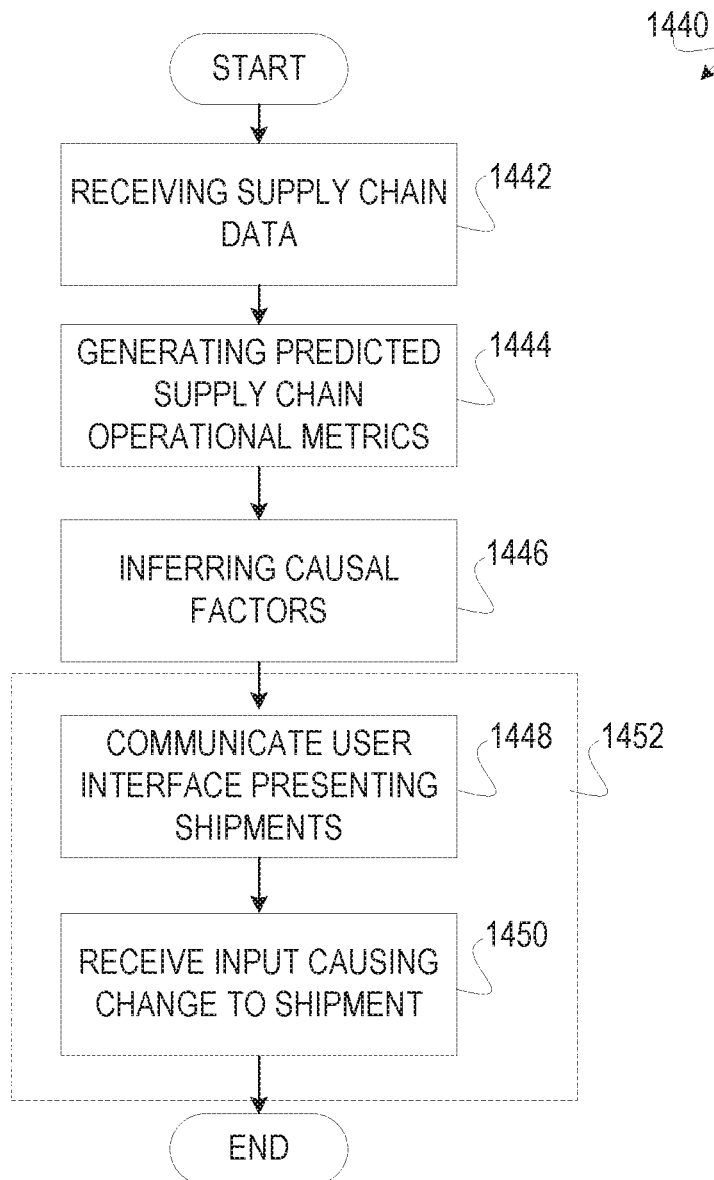 1440
START
RECEIVING SUPPLY CHAIN
DATA
1442
GENERATING PREDICTED
SUPPLY CHAIN
OPERATIONAL METRICS
1444
INFERRING CAUSAL
FACTORS
1446
COMMUNICATE USER
INTERFACE PRESENTING
SHIPMENTS
1448
1452
RECEIVE INPUT CAUSING
CHANGE TO SHIPMENT
1450
END